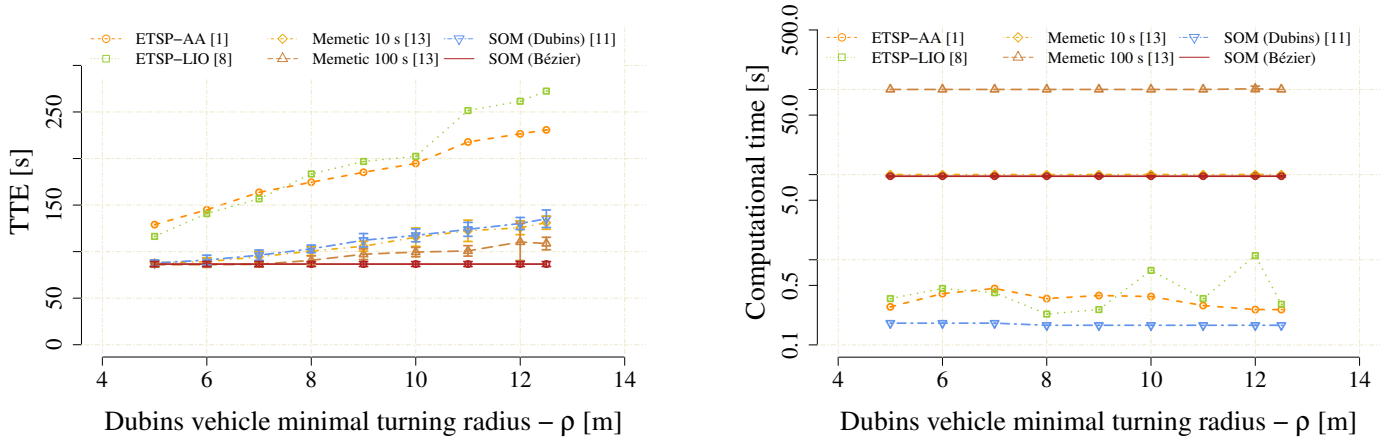 ETSP−AA [1]
ETSP−LIO [8]
Memetic 10 s [13]
Memetic 100 s [13]
SOM (Dubins) [11]
SOM (Bézier)
TTE [s]
250
150
50
0
4 6 8 10 12 14
Dubins vehicle minimal turning radius − ρ [m]
ETSP−AA [1]
ETSP−LIO [8]
Memetic 10 s [13]
Memetic 100 s [13]
SOM (Dubins) [11]
SOM (Bézier)
Computational time [s]
500.0
50.0
5.0
0.5
0.1
4 6 8 10 12 14
Dubins vehicle minimal turning radius − ρ [m]